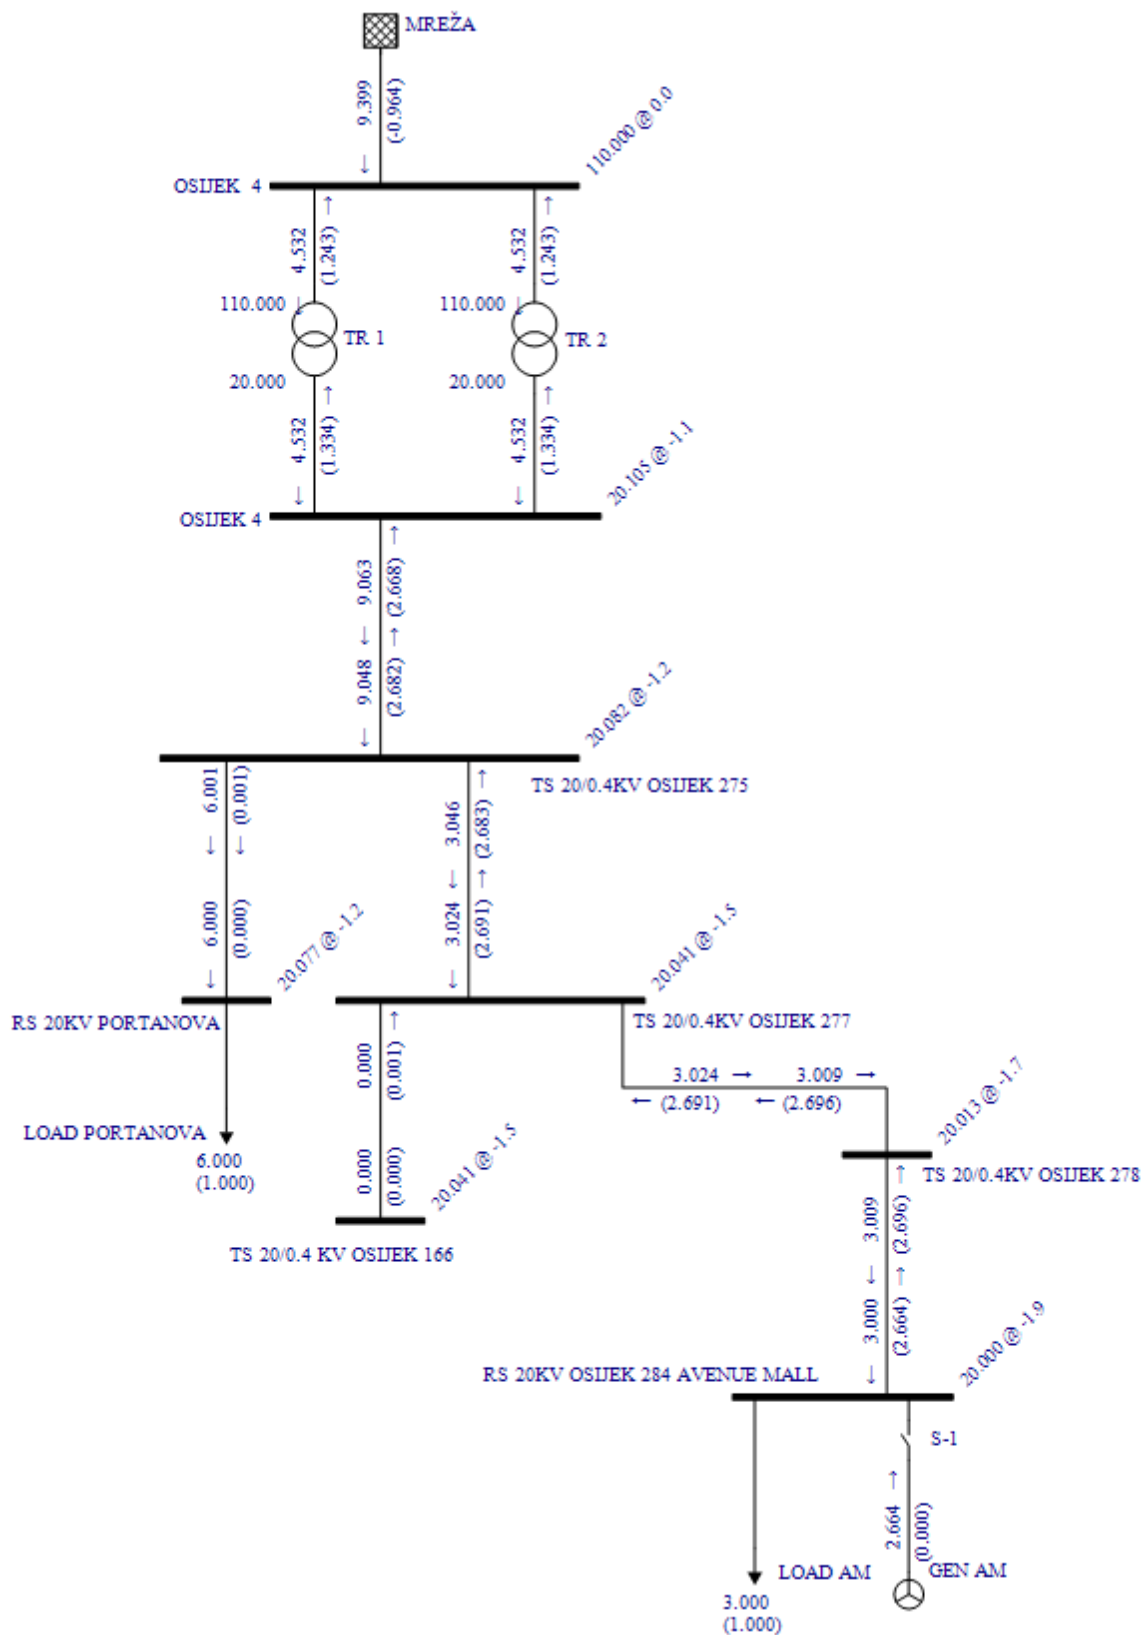 MREŽA
9.399
(-0.964)
↓
110.000 @ 0.0
OSIJEK 4
4.532
(1.243) →
↓
4.532
(1.243) →
↓
110.000
TR 1
20.000
110.000
TR 2
20.000
4.532
(1.334) →
↓
4.532
(1.334) →
↓
20.105 @ -1.1
OSIJEK 4
9.063
(2.668) →
↓
9.048
(2.682) →
↓
20.082 @ -1.2
TS 20/0.4KV OSIJEK 275
6.001
(0.001)
6.000
(0.000)
3.046
(2.683) →
3.024
(2.691) →
20.077 @ -1.2
RS 20KV PORTANOVA
20.041 @ -1.5
TS 20/0.4KV OSIJEK 277
LOAD PORTANOVA
6.000
(1.000)
0.000
(0.001) →
0.000
(0.000)
20.041 @ -1.5
TS 20/0.4 KV OSIJEK 166
3.024 → 3.009 →
← (2.691) ← (2.696)
20.013 @ -1.7
TS 20/0.4KV OSIJEK 278
3.009
(2.696) →
3.000
(2.664) →
20.000 @ -1.9
RS 20KV OSIJEK 284 AVENUE MALL
S-1
2.664 →
(0.000)
LOAD AM
3.000
(1.000)
GEN AM